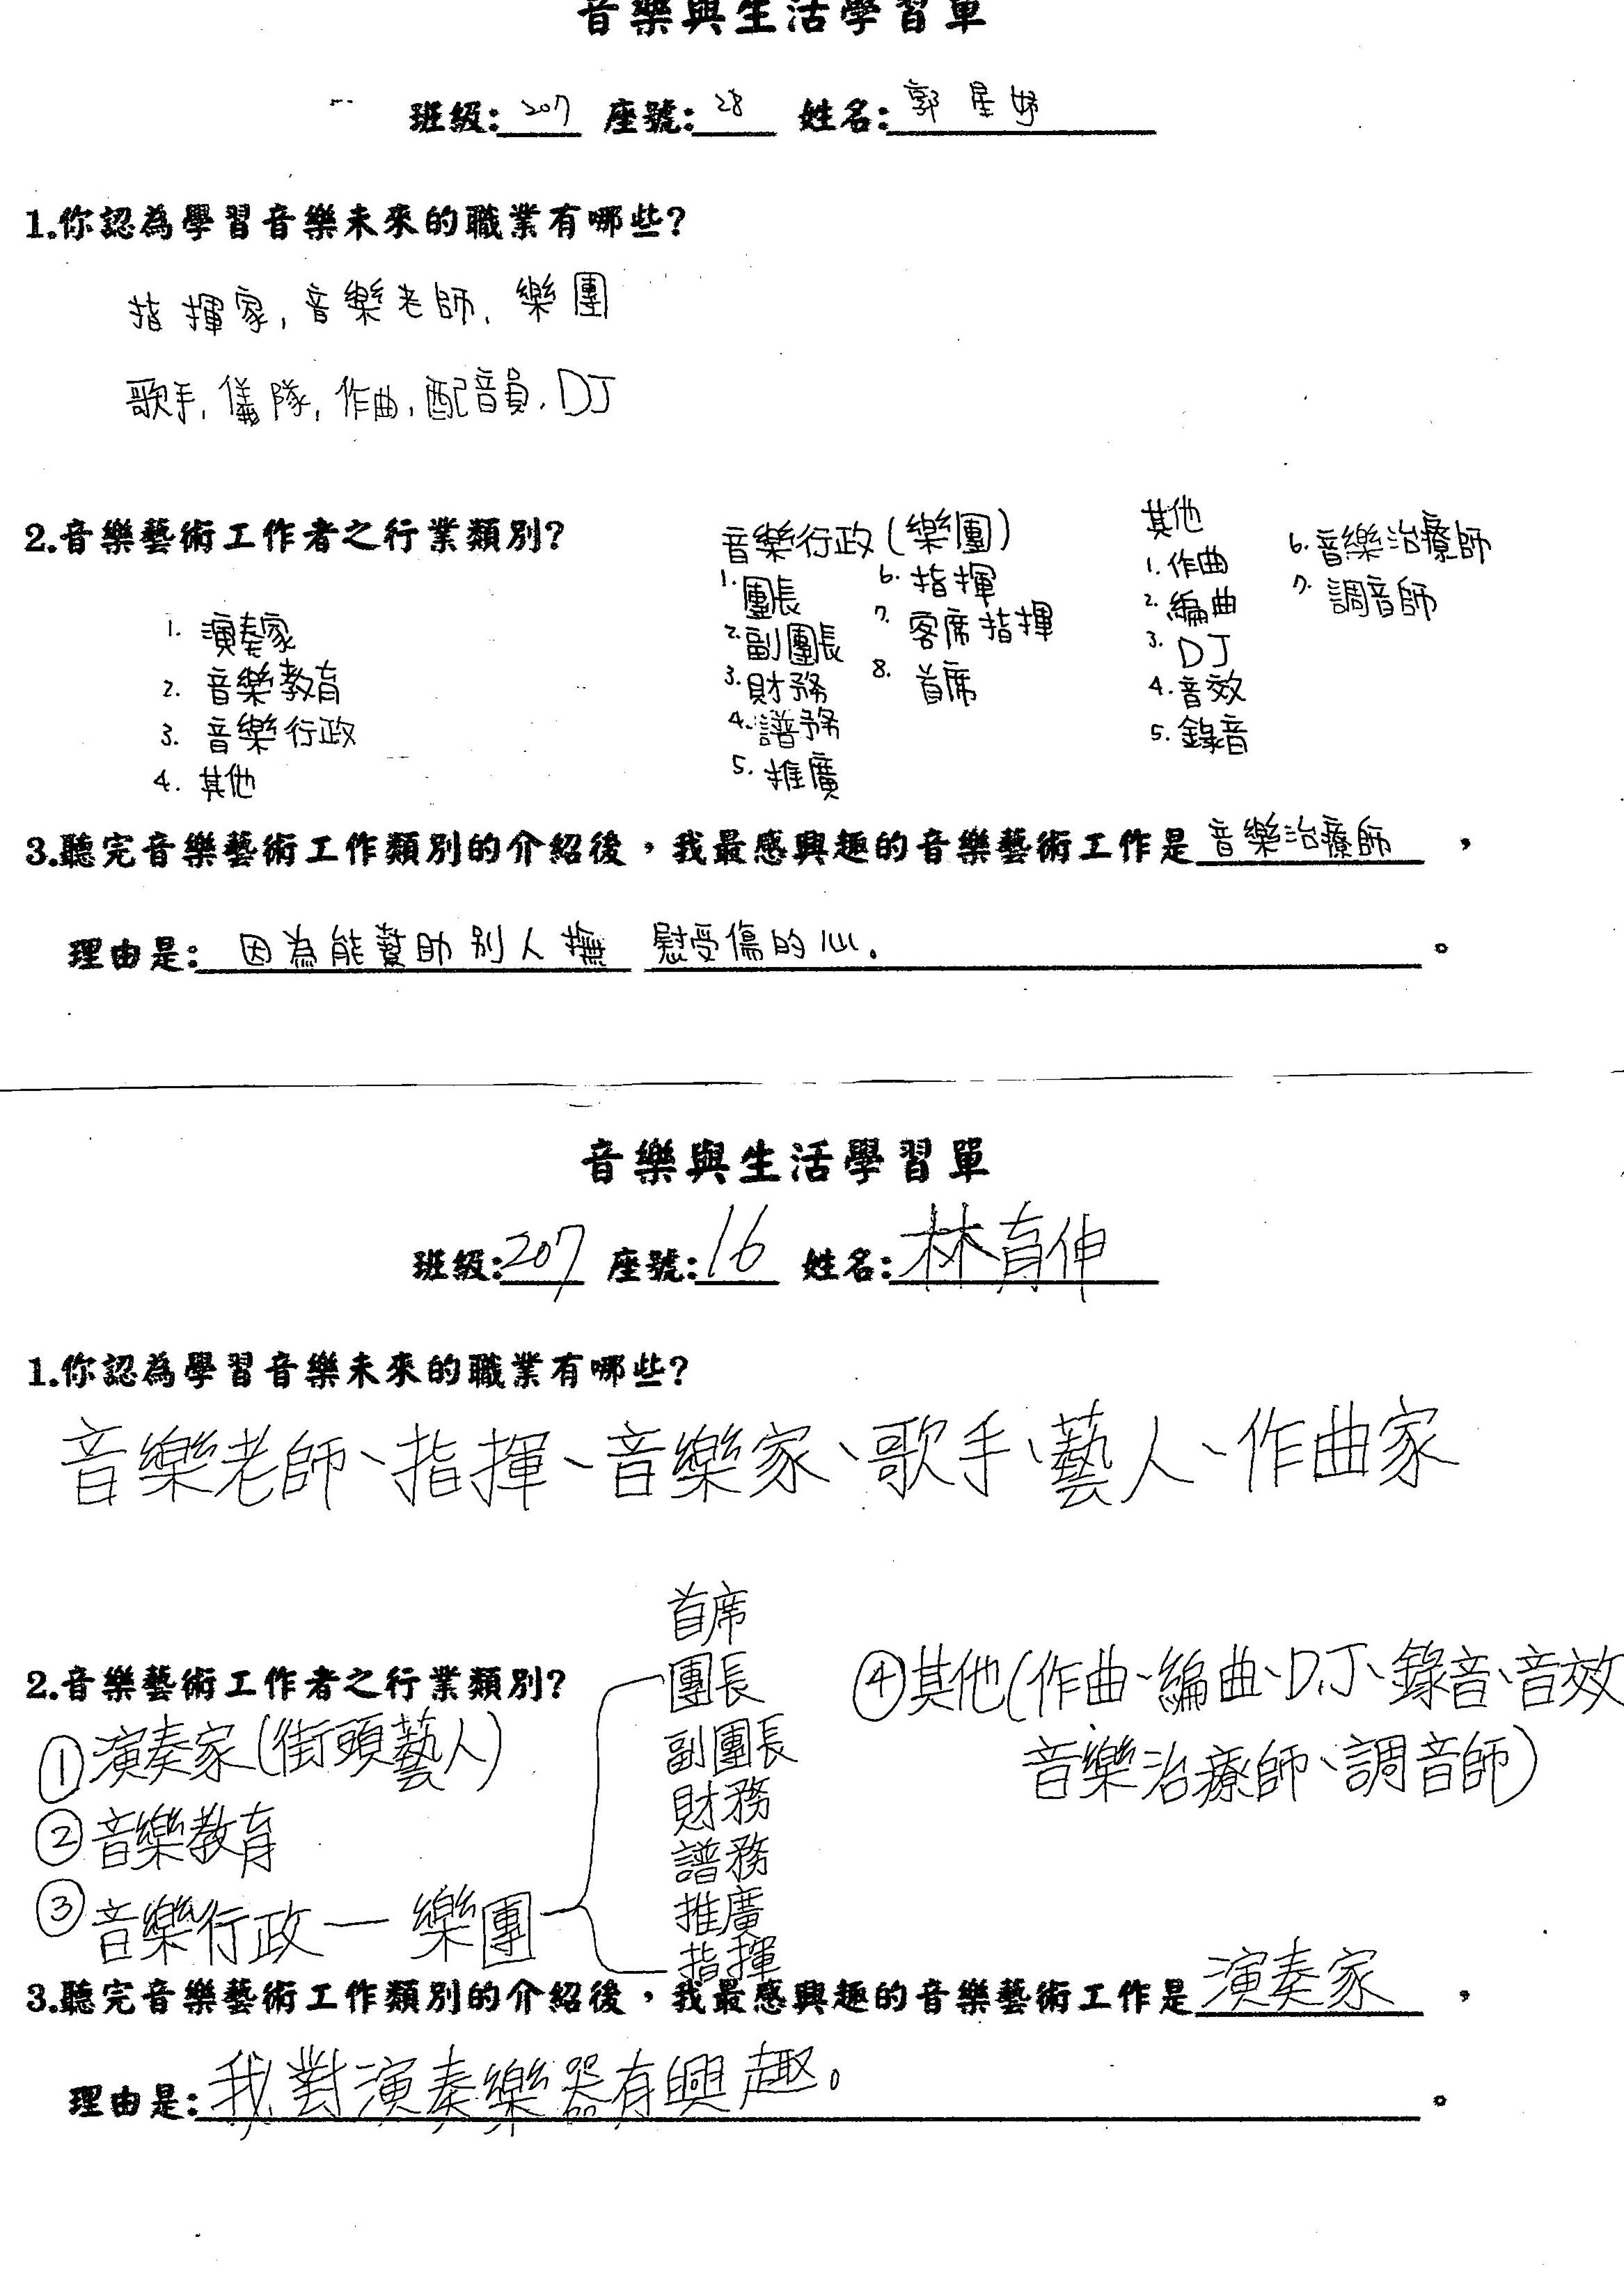 音樂與生活學習單
班級:207 座號:28 姓名:郭星妤
1.你認為學習音樂未來的職業有哪些?
指揮家,音樂老師,樂團
歌手,儀隊,作曲,配音員,DJ
2.音樂藝術工作者之行業類別?
1. 演奏家
2. 音樂教育
3. 音樂行政
4. 其他
音樂行政(樂團)
1. 團長
2. 副團長
3. 財務
4. 譜務
5. 推廣
6. 指揮
7. 客席指揮
8. 首席
其他
1. 作曲
2. 編曲
3. DJ
4. 音效
5. 錄音
6. 音樂治療師
7. 調音師
3.聽完音樂藝術工作類別的介紹後,我最感興趣的音樂藝術工作是音樂治療師,
理由是:因為能幫助別人撫慰受傷的心。。
音樂與生活學習單
班級:207 座號:16 姓名:林育伸
1.你認為學習音樂未來的職業有哪些?
音樂老師、指揮、音樂家、歌手、藝人、作曲家
2.音樂藝術工作者之行業類別?
①演奏家(街頭藝人)
②音樂教育
③音樂行政—樂團
首席
團長
副團長
財務
譜務
推廣
指揮
④其他(作曲、編曲、DJ、錄音、音效
音樂治療師、調音師)
3.聽完音樂藝術工作類別的介紹後,我最感興趣的音樂藝術工作是演奏家,
理由是:我對演奏樂器有興趣。。